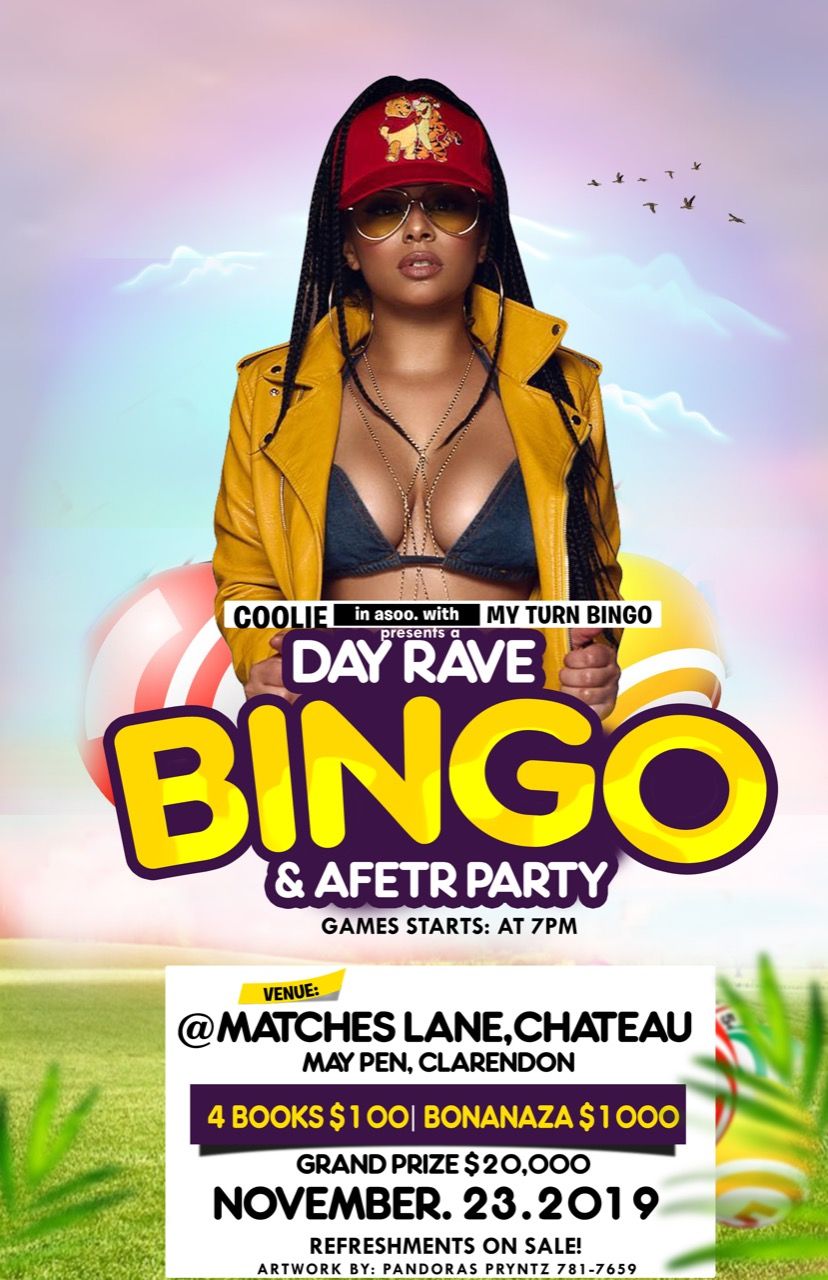 COOLIE in asoo. with MY TURN BINGO
presents a
DAY RAVE
BINGO
& AFETR PARTY
GAMES STARTS: AT 7PM
VENUE:
@MATCHES LANE,CHATEAU
MAY PEN, CLARENDON
4 BOOKS $100| BONANAZA $1000
GRAND PRIZE $20,000
NOVEMBER. 23.2019
REFRESHMENTS ON SALE!
ARTWORK BY: PANDORAS PRYNTZ 781-7659